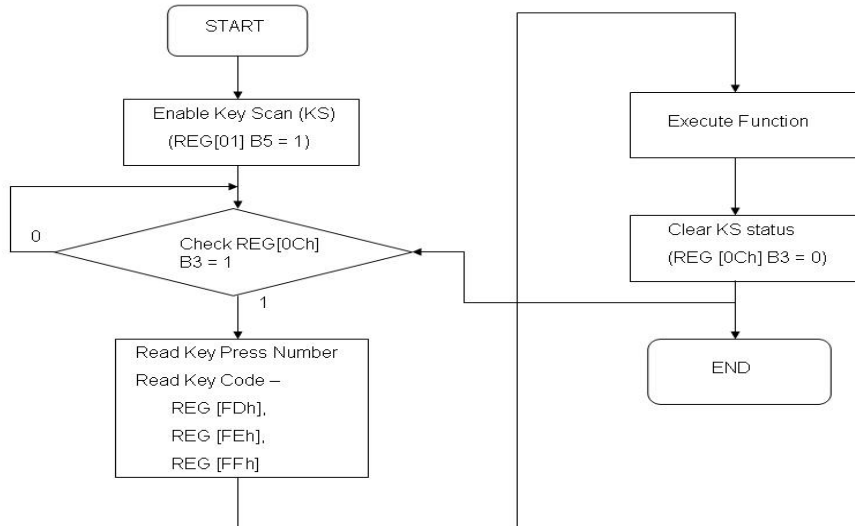 START
Enable Key Scan (KS)
(REG[01] B5 = 1)
0
Check REG[0Ch]
B3 = 1
1
Read Key Press Number
Read Key Code –
REG [FDh],
REG [FEh],
REG [FFh]
Execute Function
Clear KS status
(REG [0Ch] B3 = 0)
END